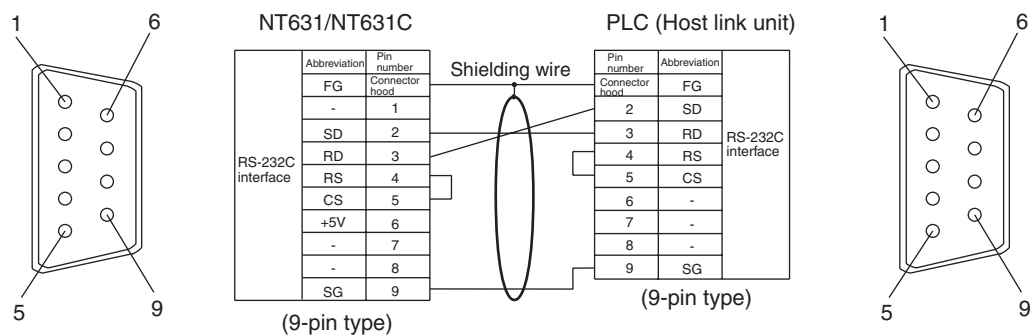 1
6
NT631/NT631C
PLC (Host link unit)
1
6
Abbreviation Pin number
FG Connector hood
- 1
SD 2
RD 3
RS 4
CS 5
+5V 6
- 7
- 8
SG 9
RS-232C interface
(9-pin type)
Shielding wire
Pin number Abbreviation
Connector hood FG
2 SD
3 RD
4 RS
5 CS
6 -
7 -
8 -
9 SG
RS-232C interface
(9-pin type)
5
9
5
9